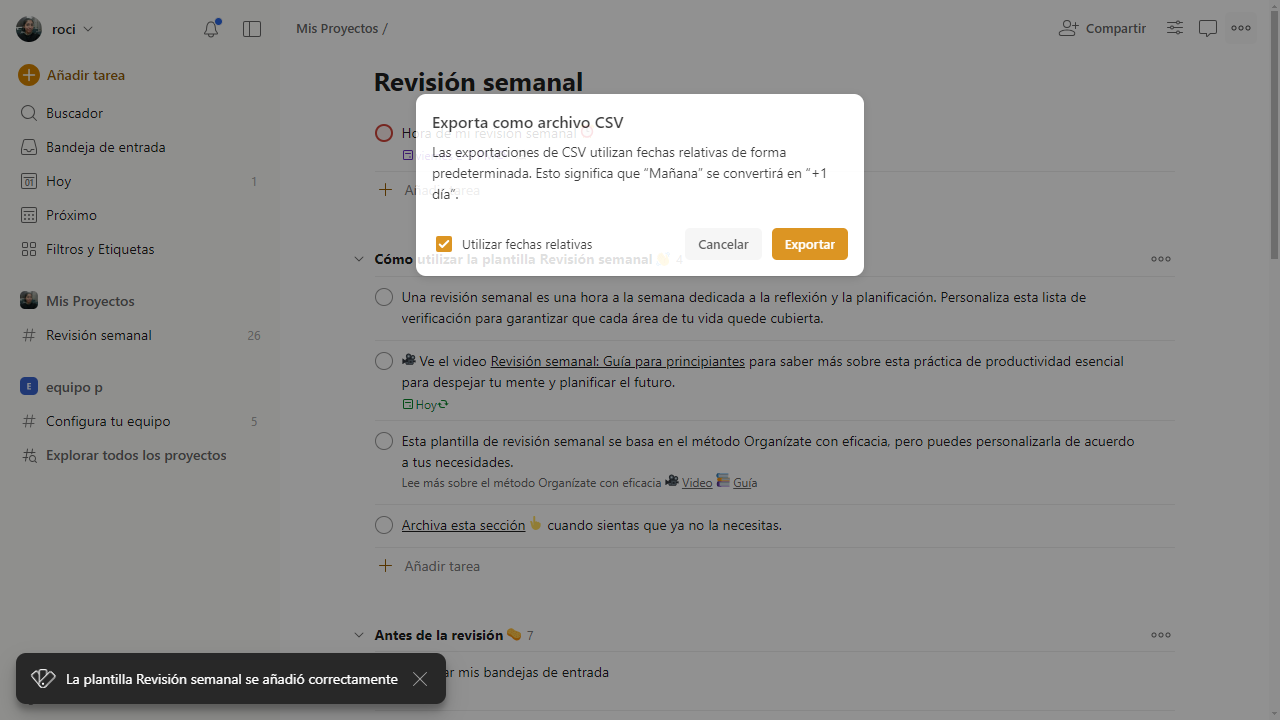 roci
Añadir tarea
Buscador
Bandeja de entrada
Hoy 1
Próximo
Filtros y Etiquetas
Mis Proyectos
Revisión semanal 26
E equipo p
Configura tu equipo 5
Explorar todos los proyectos
Mis Proyectos /
Compartir
Revisión semanal
Hora de mi revisión semanal
Añadir tarea
Exporta como archivo CSV
Las exportaciones de CSV utilizan fechas relativas de forma
predeterminada. Esto significa que “Mañana” se convertirá en “+1
día”.
Utilizar fechas relativas
Cancelar
Exportar
Cómo utilizar la plantilla Revisión semanal 4
Una revisión semanal es una hora a la semana dedicada a la reflexión y la planificación. Personaliza esta lista de
verificación para garantizar que cada área de tu vida quede cubierta.
Ve el video Revisión semanal: Guía para principiantes para saber más sobre esta práctica de productividad esencial
para despejar tu mente y planificar el futuro.
Hoy
Esta plantilla de revisión semanal se basa en el método Organízate con eficacia, pero puedes personalizarla de acuerdo
a tus necesidades.
Lee más sobre el método Organízate con eficacia Video Guía
Archiva esta sección cuando sientas que ya no la necesitas.
Añadir tarea
Antes de la revisión 7
mis bandejas de entrada
La plantilla Revisión semanal se añadió correctamente